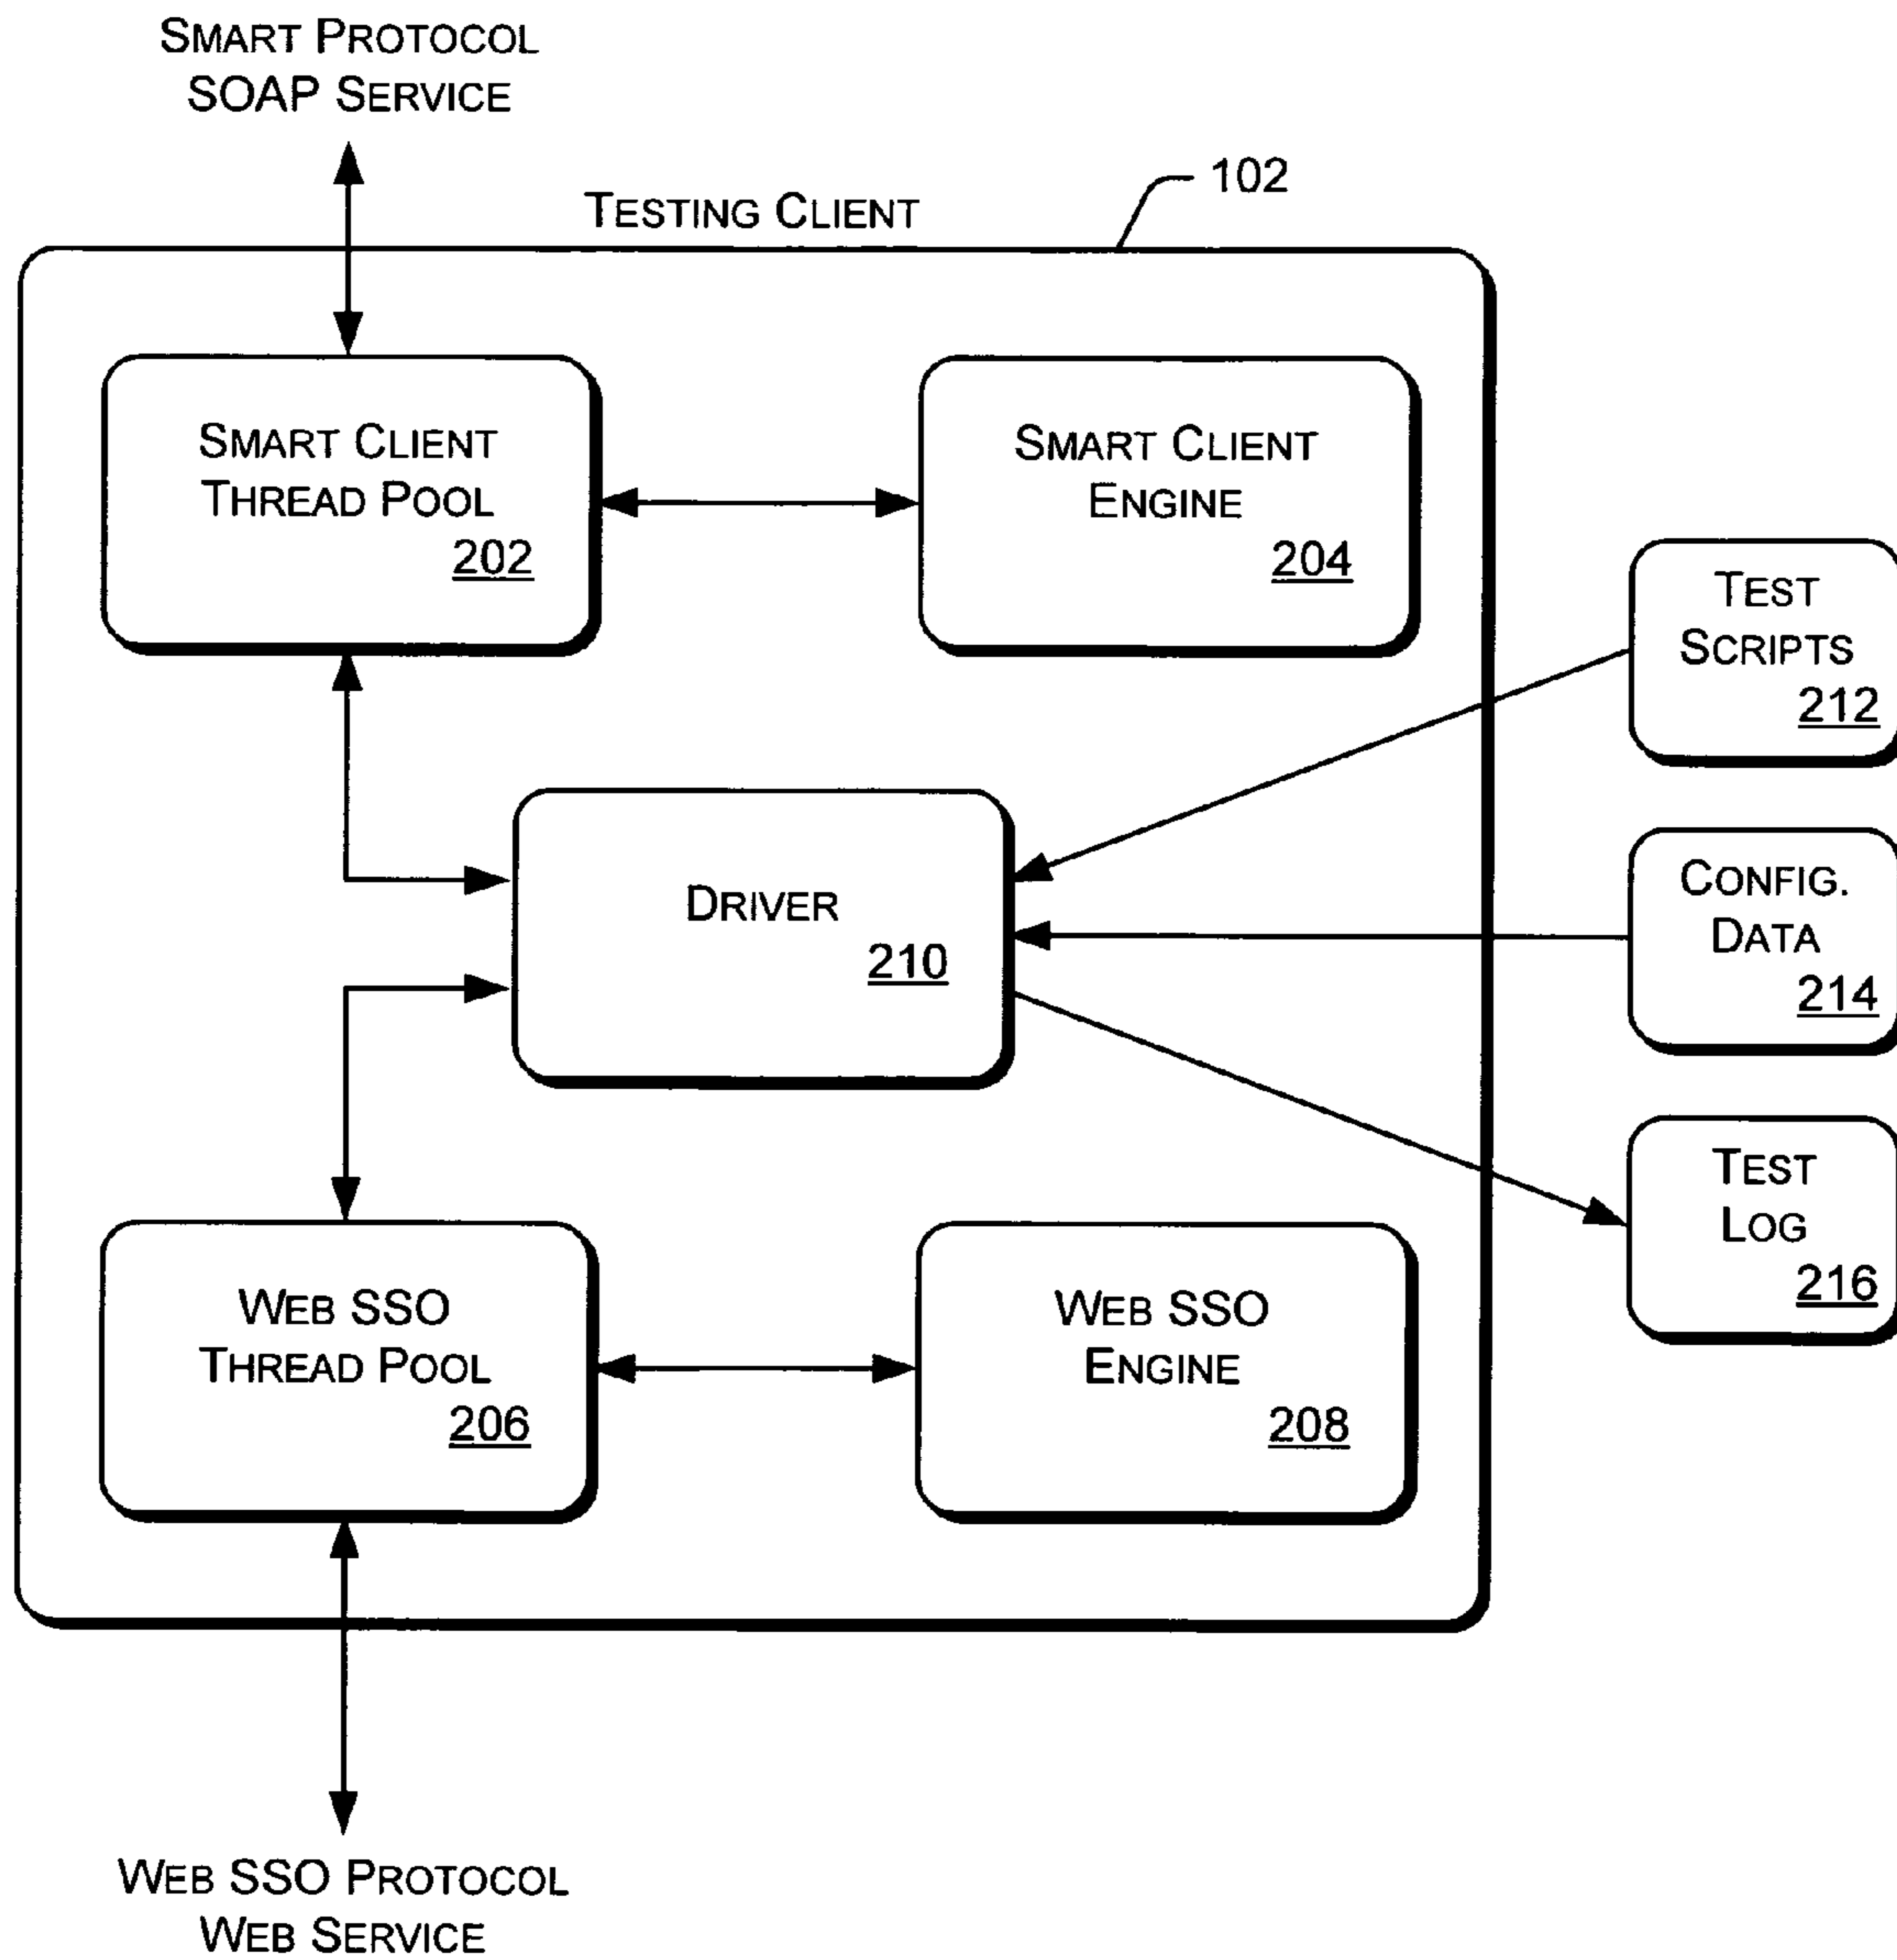 SMART PROTOCOL
SOAP SERVICE
102
TESTING CLIENT
SMART CLIENT
THREAD POOL
202
SMART CLIENT
ENGINE
204
TEST
SCRIPTS
212
DRIVER
210
CONFIG.
DATA
214
TEST
LOG
216
WEB SSO
THREAD POOL
206
WEB SSO
ENGINE
208
WEB SSO PROTOCOL
WEB SERVICE